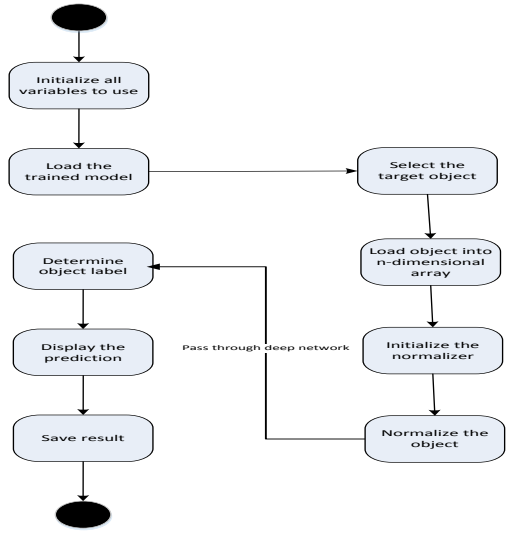 Initialize all
variables to use
Load the
trained model
Select the
target object
Load object into
n-dimensional
array
Initialize the
normalizer
Normalize the
object
Pass through deep network
Determine
object label
Display the
prediction
Save result